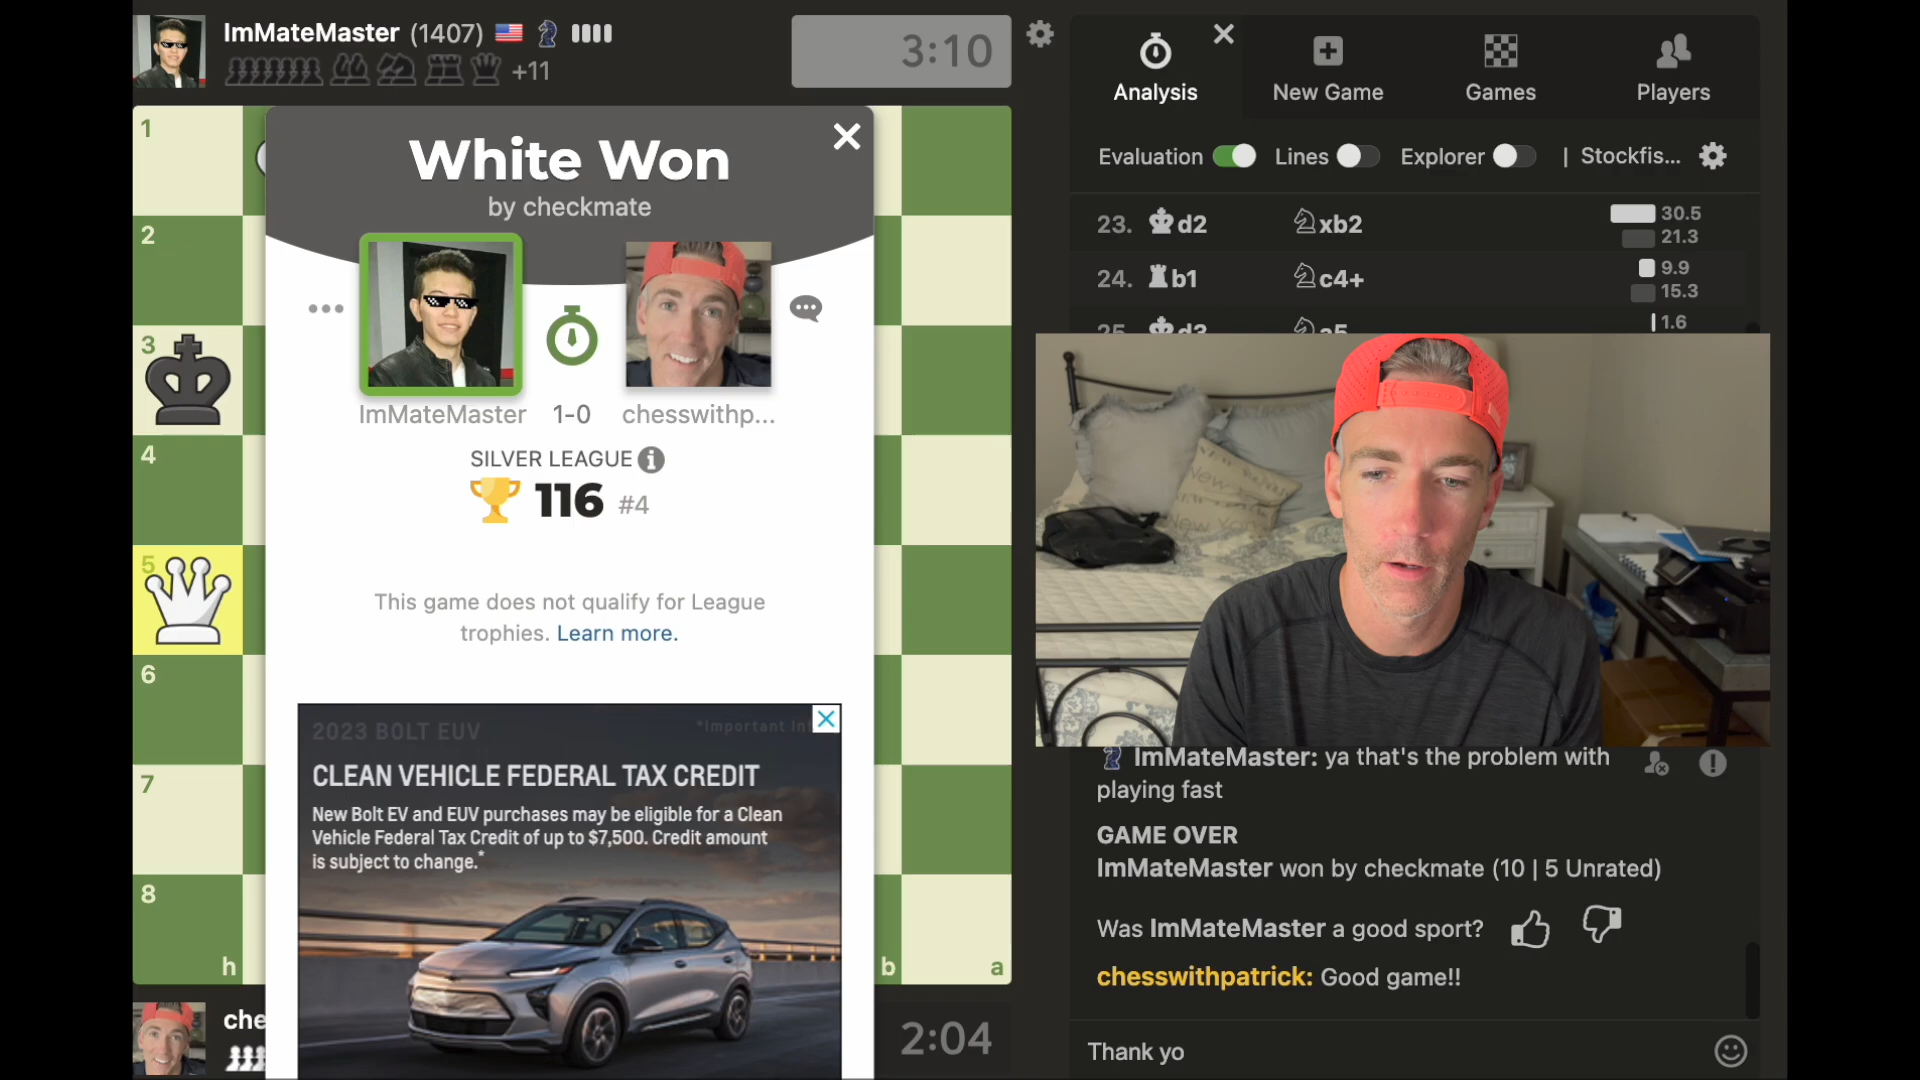 ImMateMaster (1407)
+11
3:10
Analysis
New Game
Games
Players
Evaluation
Lines
Explorer
| Stockfis...
23. d2 xb2 30.5
21.3
24. b1 c4+ 9.9
15.3
25. d3 a5 1.6
White Won
by checkmate
ImMateMaster 1-0 chesswithp...
SILVER LEAGUE
116 #4
This game does not qualify for League
trophies. Learn more.
2023 BOLT EUV *Important In
CLEAN VEHICLE FEDERAL TAX CREDIT
New Bolt EV and EUV purchases may be eligible for a Clean
Vehicle Federal Tax Credit of up to $7,500. Credit amount
is subject to change.*
1
2
3
4
5
6
7
8
h b a
che
2:04
ImMateMaster: ya that's the problem with
playing fast
GAME OVER
ImMateMaster won by checkmate (10 | 5 Unrated)
Was ImMateMaster a good sport?
chesswithpatrick: Good game!!
Thank yo